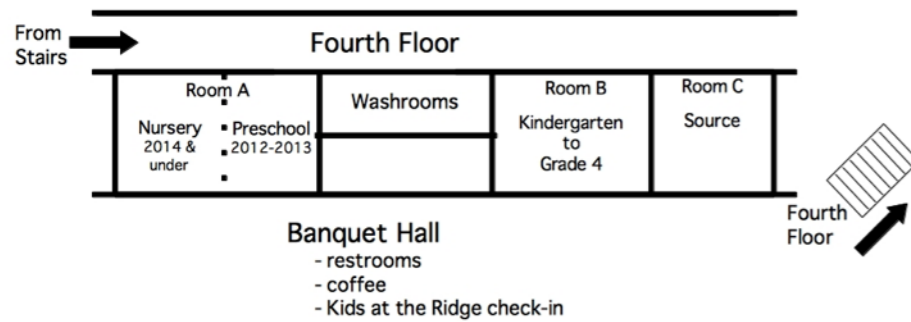 From
Stairs
Fourth Floor
Room A
Nursery
2014 &
under
Preschool
2012-2013
Washrooms
Room B
Kindergarten
to
Grade 4
Room C
Source
Fourth
Floor
Banquet Hall
- restrooms
- coffee
- Kids at the Ridge check-in